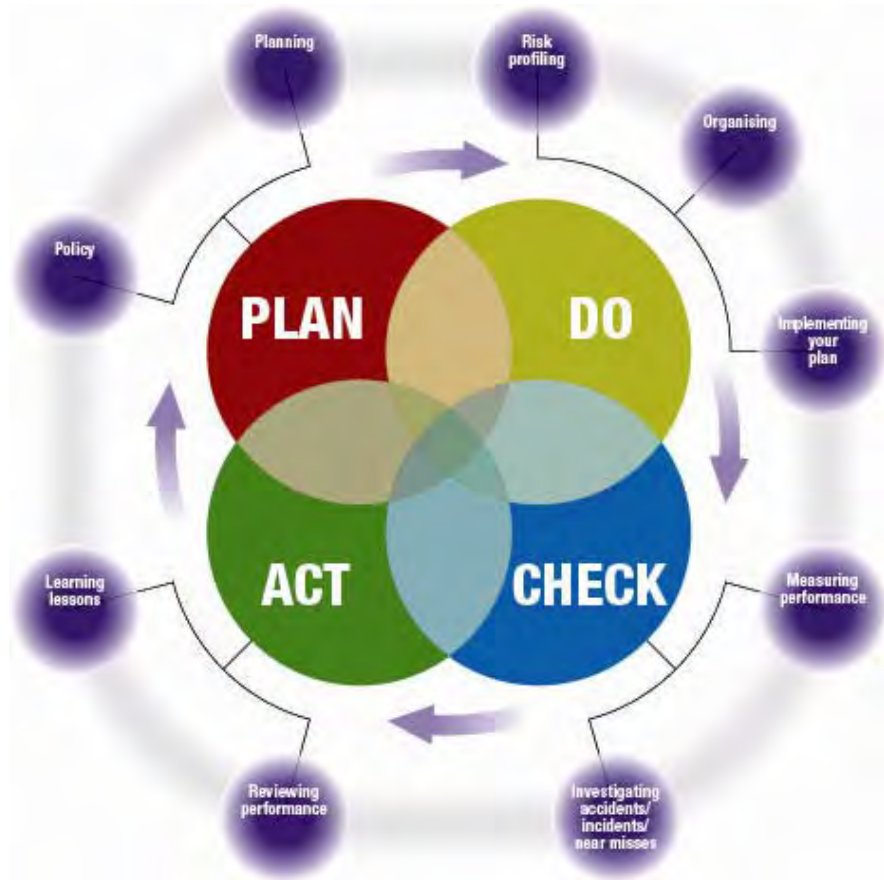 Planning
Risk
profiling
Organising
Policy
PLAN
DO
Implementing
your
plan
ACT
CHECK
Learning
lessons
Measuring
performance
Reviewing
performance
Investigating
accidents/
incidents/
near misses